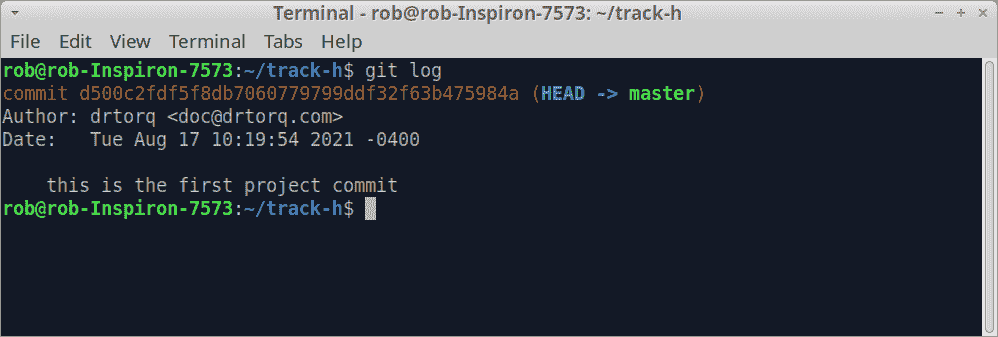 Terminal - rob@rob-Inspiron-7573: ~/track-h
File Edit View Terminal Tabs Help
rob@rob-Inspiron-7573:~/track-h$ git log
commit d500c2fdf5f8db7060779799ddf32f63b475984a (HEAD -> master)
Author: drtorq <doc@drtorq.com>
Date:   Tue Aug 17 10:19:54 2021 -0400
    this is the first project commit
rob@rob-Inspiron-7573:~/track-h$